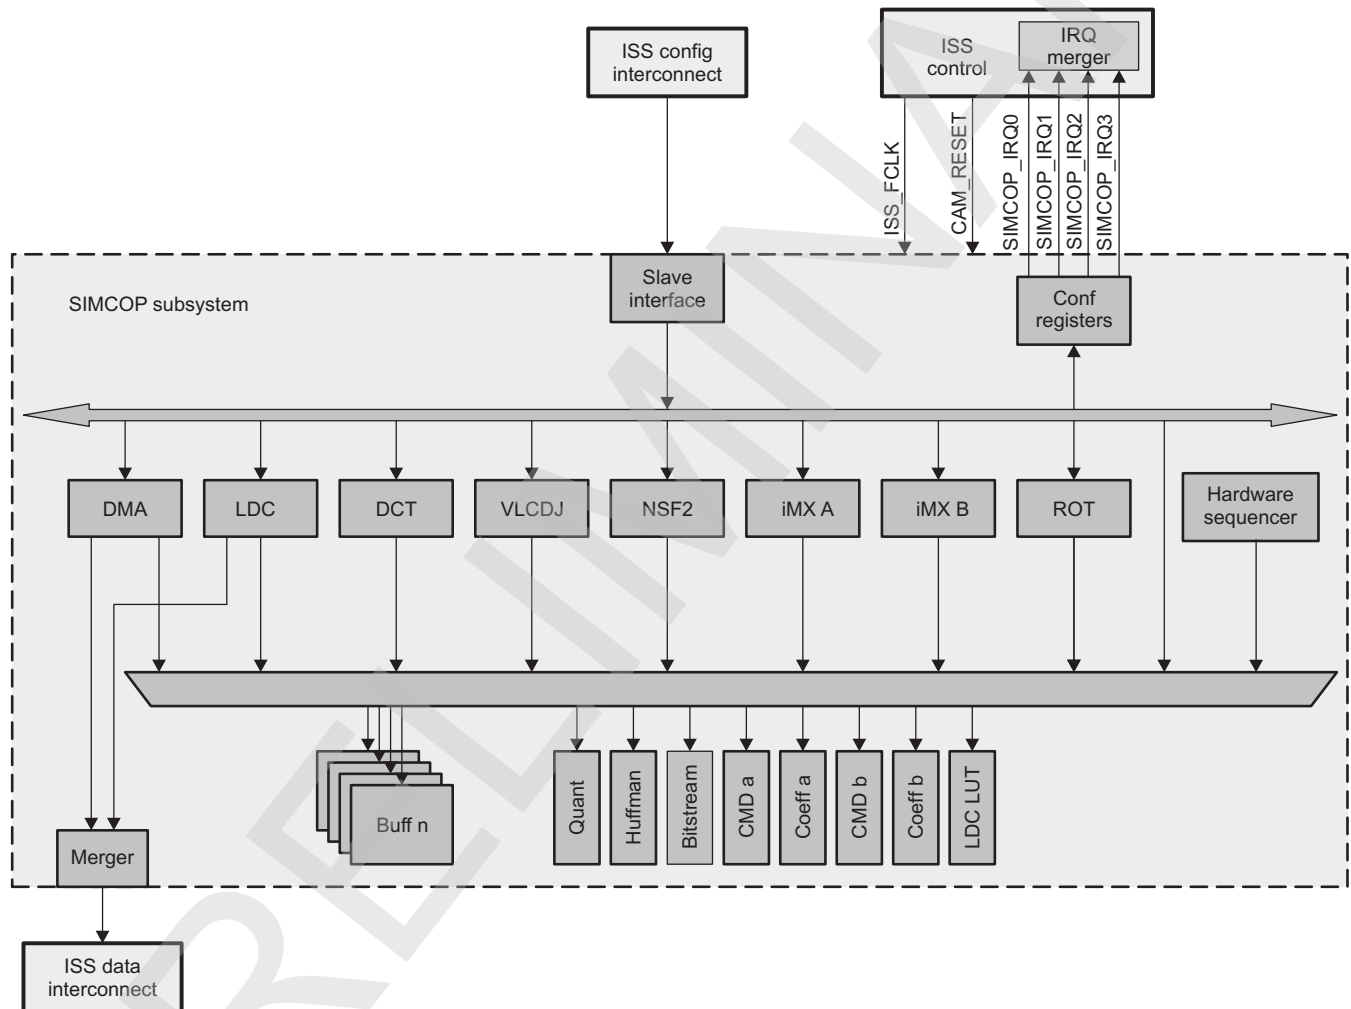 ISS config
interconnect
ISS
control
IRQ
merger
ISS_FCLK
CAM_RESET
SIMCOP_IRQ0
SIMCOP_IRQ1
SIMCOP_IRQ2
SIMCOP_IRQ3
SIMCOP subsystem
Slave
interface
Conf
registers
DMA
LDC
DCT
VLCDJ
NSF2
iMX A
iMX B
ROT
Hardware
sequencer
Buff n
Quant
Huffman
Bitstream
CMD a
Coeff a
CMD b
Coeff b
LDC LUT
Merger
ISS data
interconnect
RELIMINA